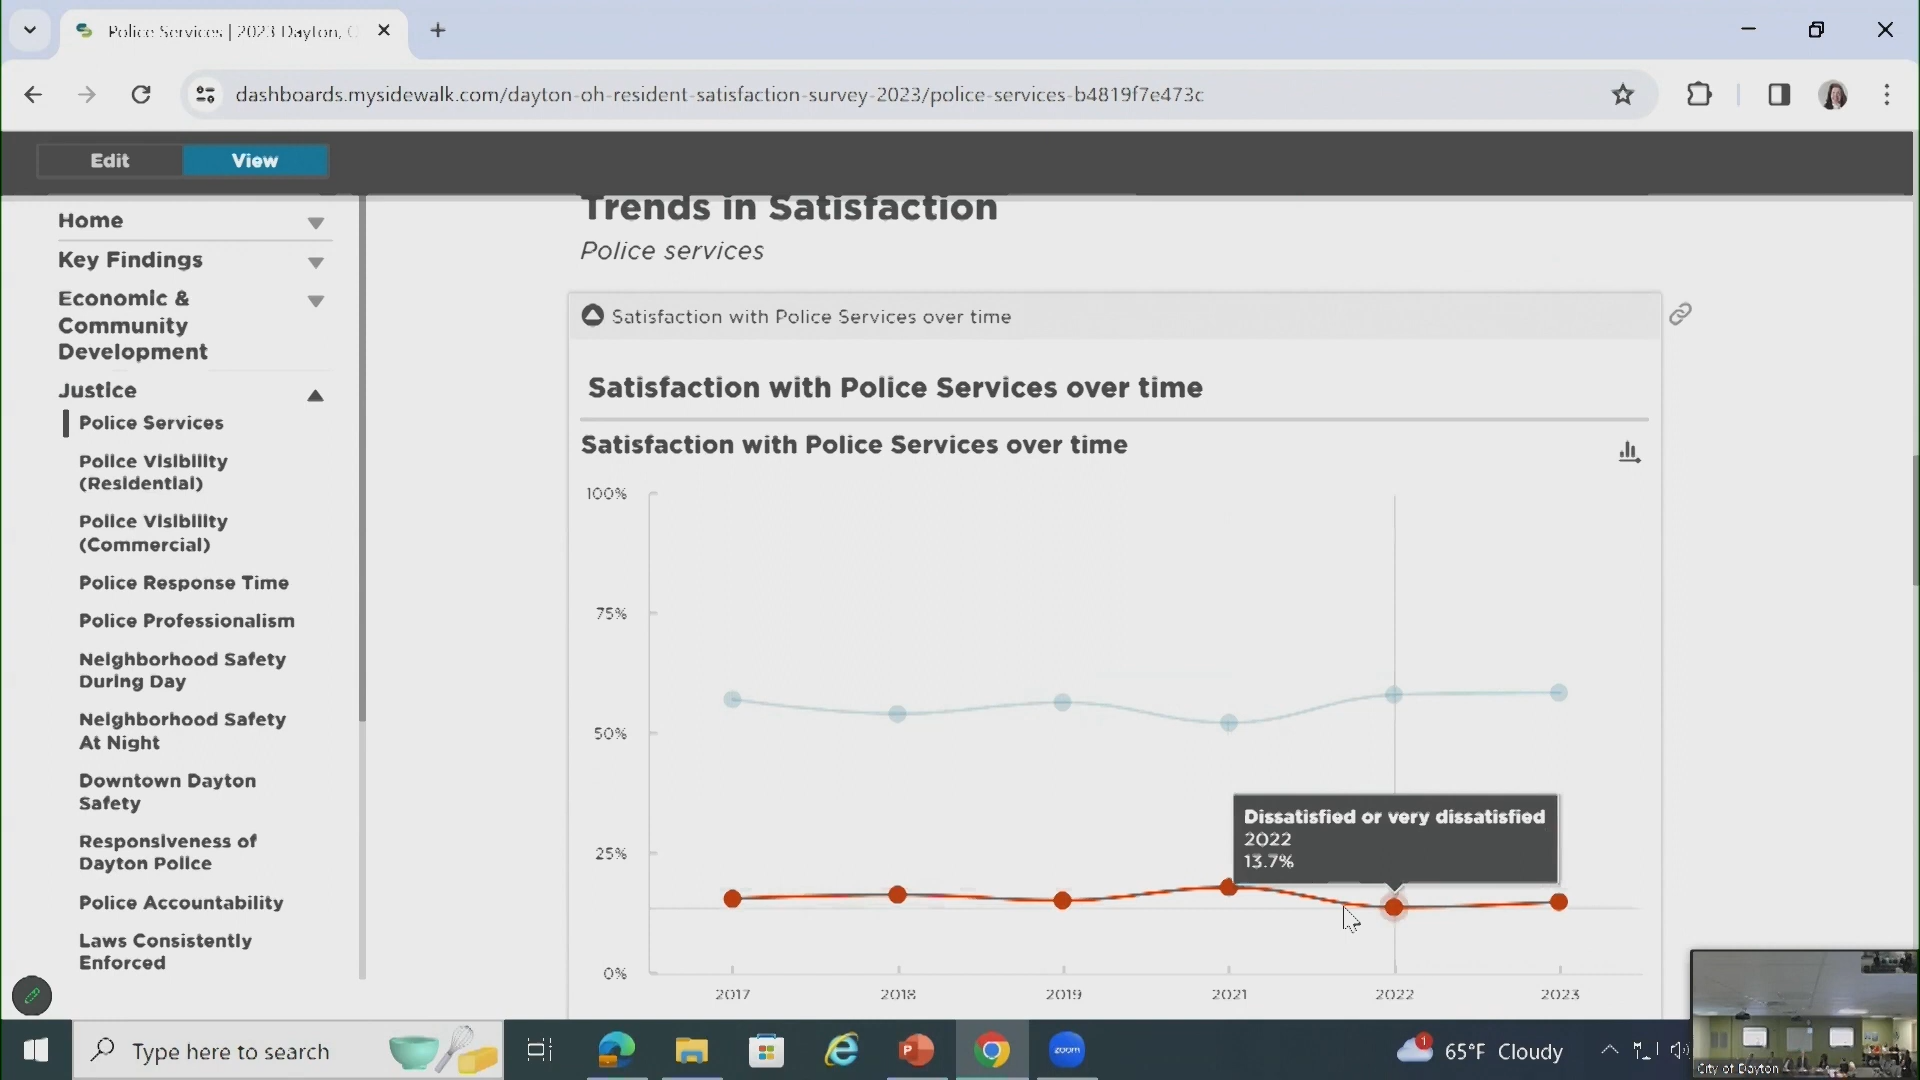 Police Services | 2023 Dayton, O
dashboards.mysidewalk.com/dayton-oh-resident-satisfaction-survey-2023/police-services-b4819f7e473c
Edit
View
Home
Key Findings
Economic &
Community
Development
Justice
Police Services
Police Visibility
(Residential)
Police Visibility
(Commercial)
Police Response Time
Police Professionalism
Neighborhood Safety
During Day
Neighborhood Safety
At Night
Downtown Dayton
Safety
Responsiveness of
Dayton Police
Police Accountability
Laws Consistently
Enforced
Trends in Satisfaction
Police services
Satisfaction with Police Services over time
Satisfaction with Police Services over time
Satisfaction with Police Services over time
100%
75%
50%
25%
0%
Dissatisfied or very dissatisfied
2022
13.7%
2017
2018
2019
2021
2022
2023
Type here to search
P
zoom
1
65°F Cloudy
City of Dayton